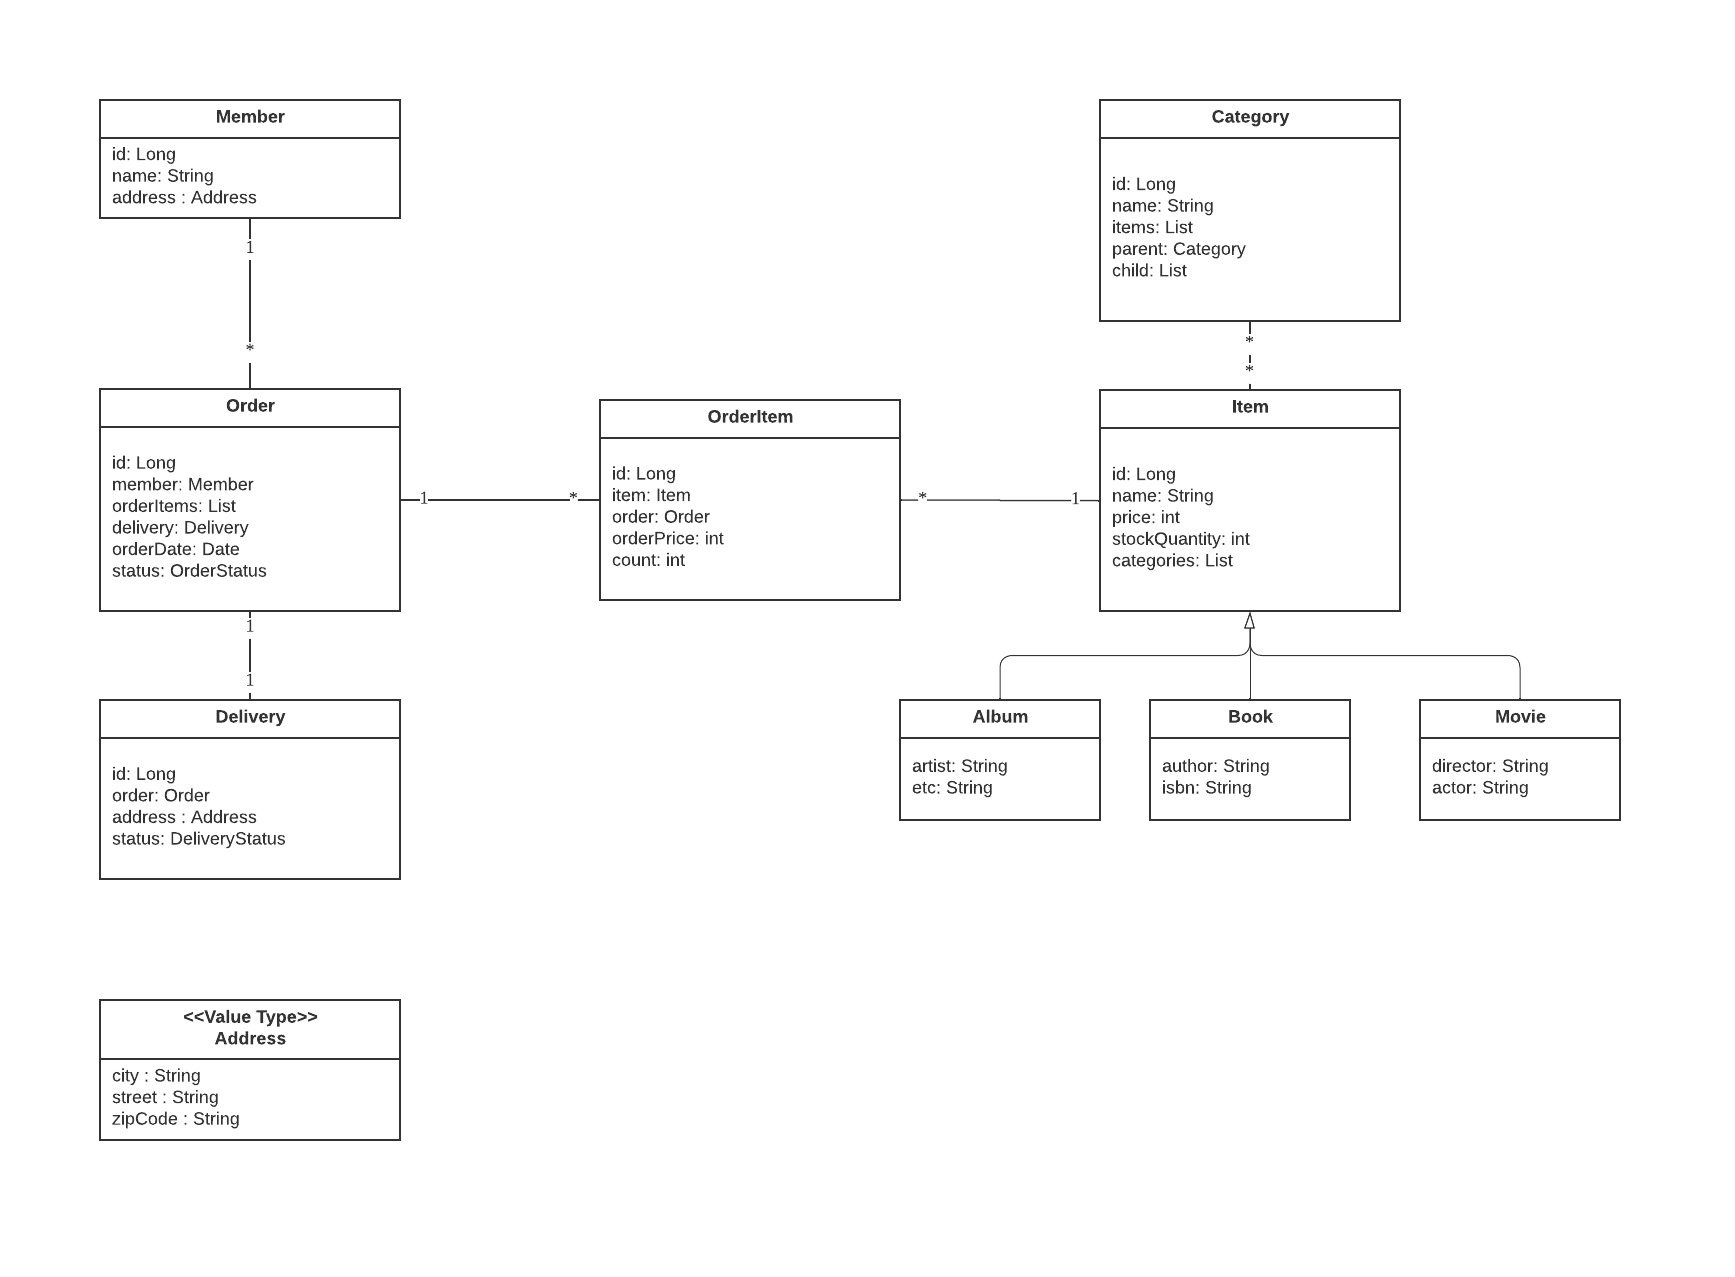 Member
id: Long
name: String
address : Address
1
*
Order
id: Long
member: Member
orderItems: List
delivery: Delivery
orderDate: Date
status: OrderStatus
1
*
1
1
Delivery
id: Long
order: Order
address : Address
status: DeliveryStatus
<<Value Type>>
Address
city : String
street : String
zipCode : String
OrderItem
id: Long
item: Item
order: Order
orderPrice: int
count: int
*
1
Category
id: Long
name: String
items: List
parent: Category
child: List
*
*
Item
id: Long
name: String
price: int
stockQuantity: int
categories: List
Album
artist: String
etc: String
Book
author: String
isbn: String
Movie
director: String
actor: String